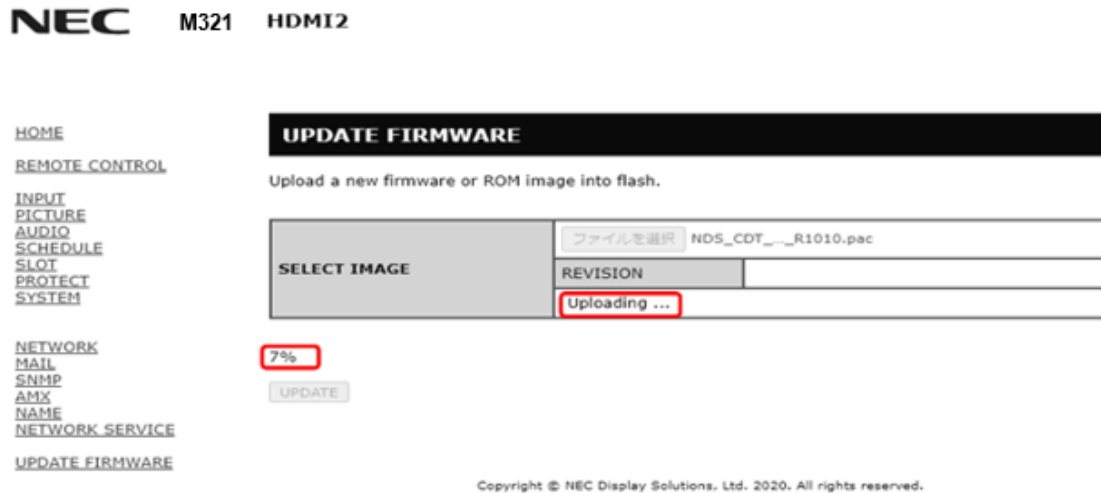 NEC M321 HDMI2
HOME
REMOTE CONTROL
INPUT
PICTURE
AUDIO
SCHEDULE
SLOT
PROTECT
SYSTEM
NETWORK
MAIL
SNMP
AMX
NAME
NETWORK SERVICE
UPDATE FIRMWARE
UPDATE FIRMWARE
Upload a new firmware or ROM image into flash.
SELECT IMAGE
ファイルを選択 NDS_CDT_..._R1010.pac
REVISION
Uploading ...
7%
UPDATE
Copyright © NEC Display Solutions, Ltd. 2020. All rights reserved.